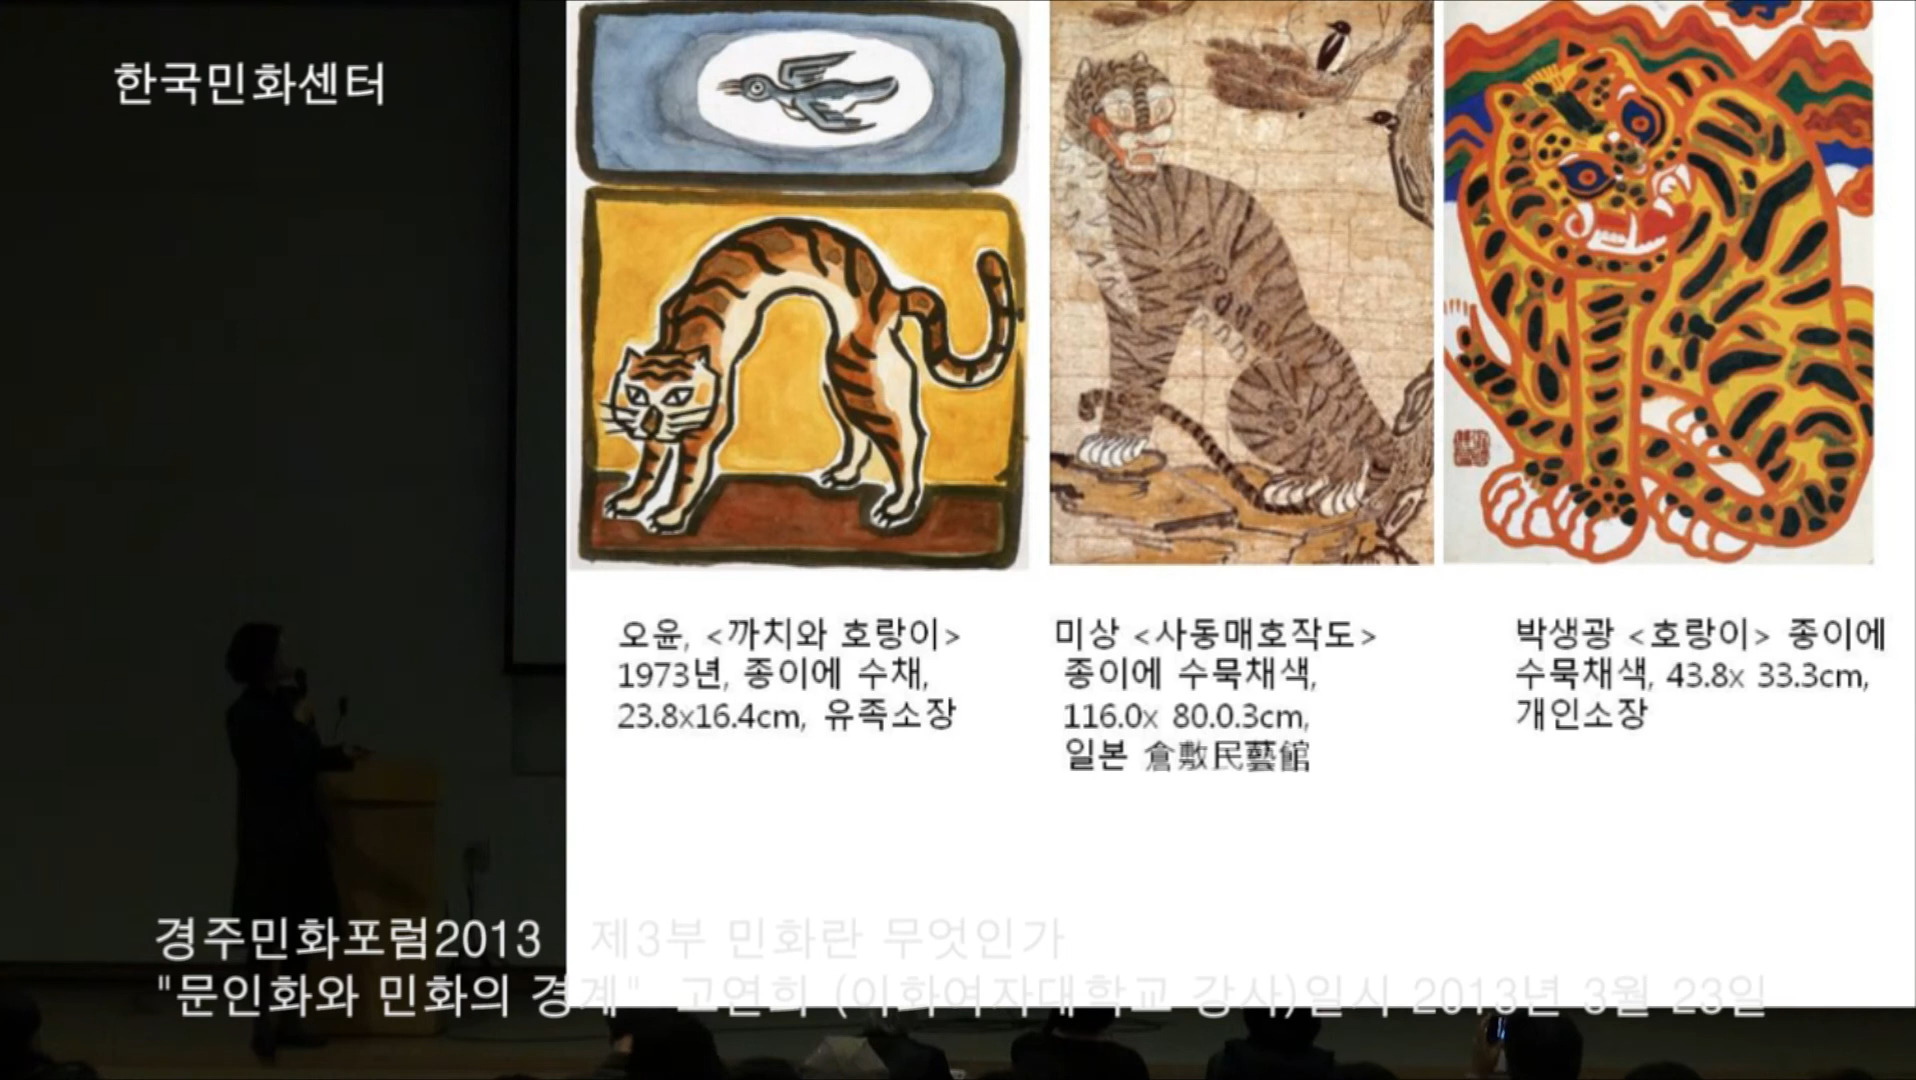 한국민화센터
오윤, <까치와 호랑이>
1973년, 종이에 수채,
23.8x16.4cm, 유족소장
미상 <사동매호작도>
종이에 수묵채색,
116.0x 80.0.3cm,
일본 倉敷民藝館
박생광 <호랑이> 종이에
수묵채색, 43.8x 33.3cm,
개인소장
경주민화포럼2013 제3부 민화란 무엇인가
"문인화와 민화의 경계" 고연희 (이화여자대학교 강사)일시 2013년 3월 23일